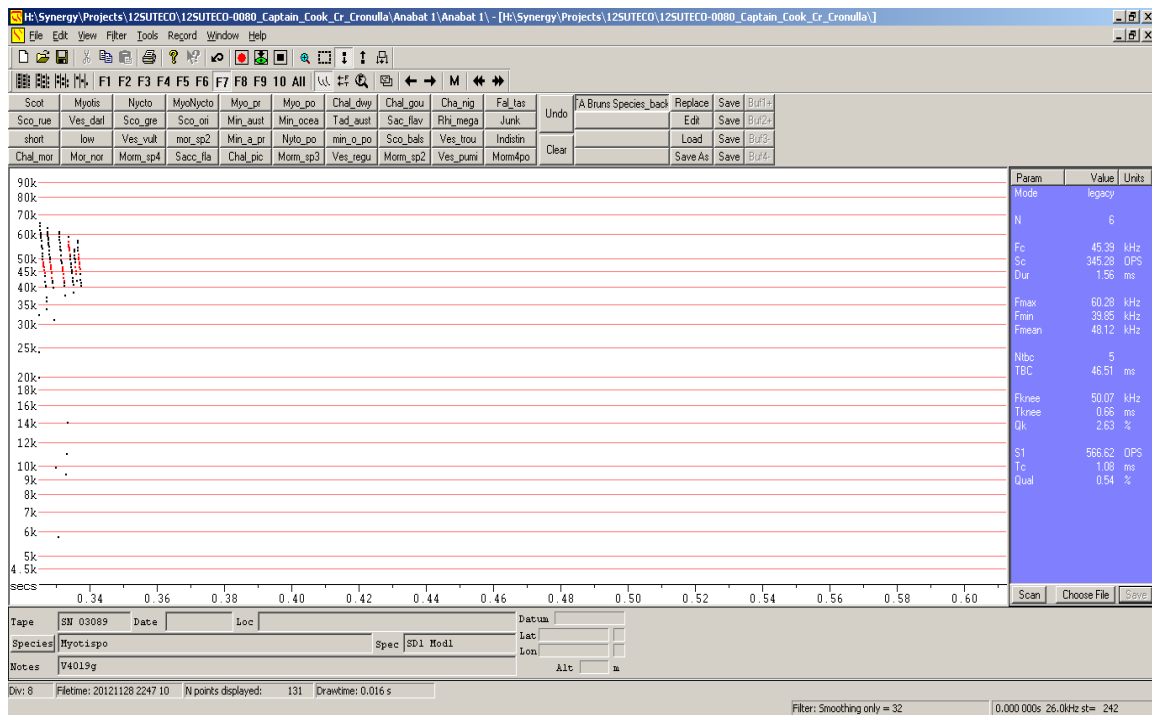 H:\Synergy\Projects\12SUTECO\12SUTECO-0080_Captain_Cook_Cr_Cronulla\Anabat 1\Anabat 1\ - [H:\Synergy\Projects\12SUTECO\12SUTECO-0080_Captain_Cook_Cr_Cronulla\]
File Edit View Filter Tools Record Window Help
F1 F2 F3 F4 F5 F6 F7 F8 F9 10 All M
Scot Myotis Nycto MyoNycto Myo_pr Myo_po Chal_dwy Chal_gou Cha_nig Fal_tas Undo TA Bruns Species_back Replace Save Buf1+
Sco_rue Ves_darl Sco_gre Sco_ori Min_aust Min_ocea Tad_aust Sac_flav Rhi_mega Junk Edit Save Buf2+
short low Ves_vult mor_sp2 Min_a_pr Nyto_po min_o_po Sco_bals Ves_trou Indistin Clear Load Save Buf3-
Chal_mor Mor_nor Morm_sp4 Sacc_fla Chal_pic Morm_sp3 Ves_regu Morm_sp2 Ves_pumi Morm4po Save As Save Buf4-
90k
80k
70k
60k
50k
45k
40k
35k
30k
25k
20k
18k
16k
14k
12k
10k
9k
8k
7k
6k
5k
4.5k
secs 0.34 0.36 0.38 0.40 0.42 0.44 0.46 0.48 0.50 0.52 0.54 0.56 0.58 0.60
Param Value Units
Mode legacy
N 6
Fc 45.39 kHz
Sc 345.28 OPS
Dur 1.56 ms
Fmax 60.28 kHz
Fmin 39.85 kHz
Fmean 48.12 kHz
Ntbc 5
TBC 46.51 ms
Fknee 50.07 kHz
Tknee 0.66 ms
Qk 2.63 %
S1 566.62 OPS
Tc 1.08 ms
Qual 0.54 %
Scan Choose File Save
Tape SN 03089 Date Loc Datum
Species Myotispo Spec SD1 Mod1 Lat
Lon
Notes V4019g Alt m
Div: 8 Filetime: 20121128 2247 10 N points displayed: 131 Drawtime: 0.016 s
Filter: Smoothing only = 32 0.000 000s 26.0kHz st= 242